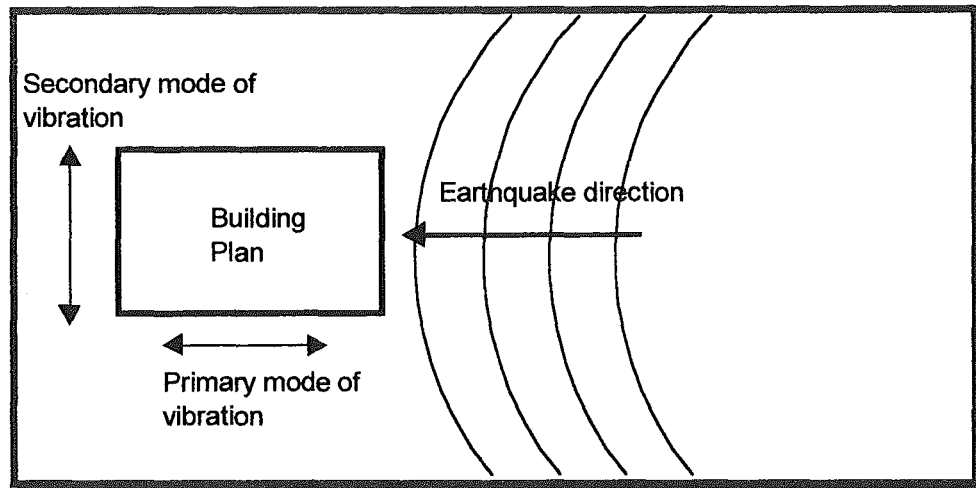 Secondary mode of
vibration
Earthquake direction
Building
Plan
Primary mode of
vibration